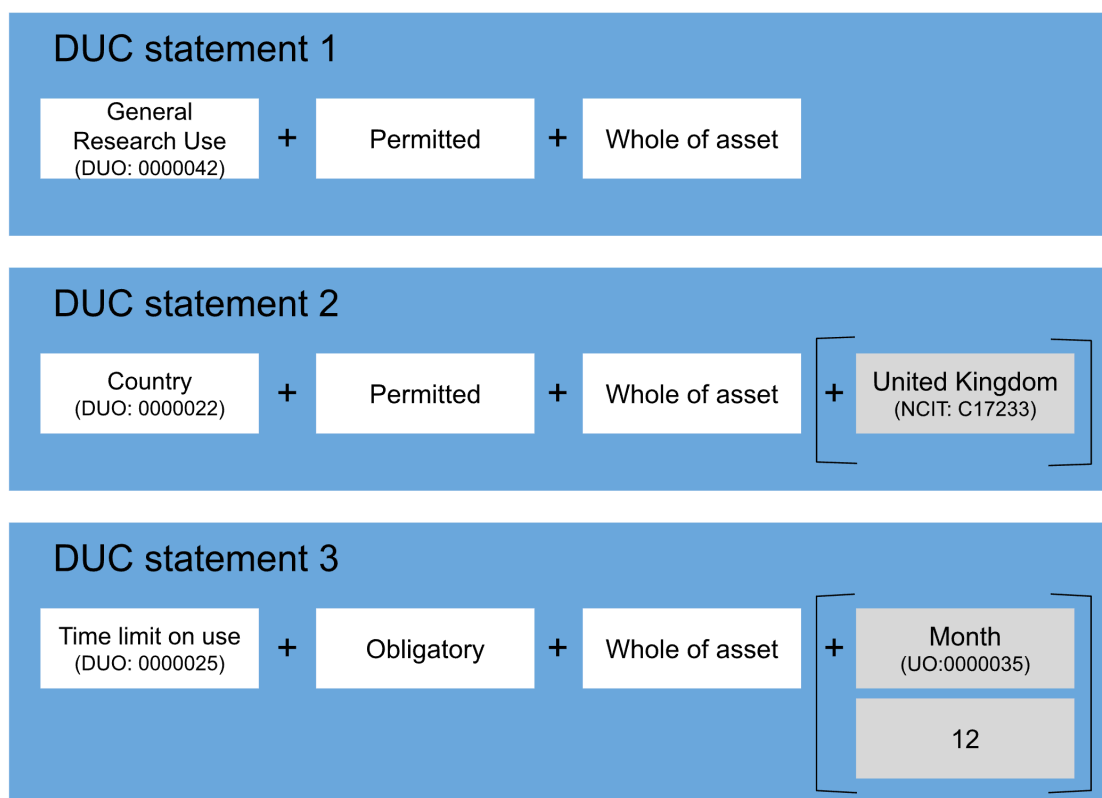 DUC statement 1
General
Research Use
(DUO: 0000042)
+
Permitted
+
Whole of asset
DUC statement 2
Country
(DUO: 0000022)
+
Permitted
+
Whole of asset
+
United Kingdom
(NCIT: C17233)
DUC statement 3
Time limit on use
(DUO: 0000025)
+
Obligatory
+
Whole of asset
+
Month
(UO:0000035)
12